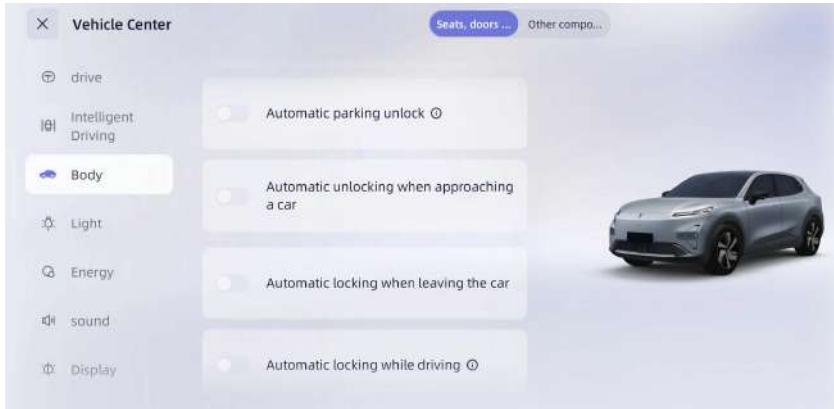 Vehicle Center
Seats, doors ...
Other compo...
drive
Intelligent
Driving
Body
Light
Energy
sound
Display
Automatic parking unlock
Automatic unlocking when approaching
a car
Automatic locking when leaving the car
Automatic locking while driving